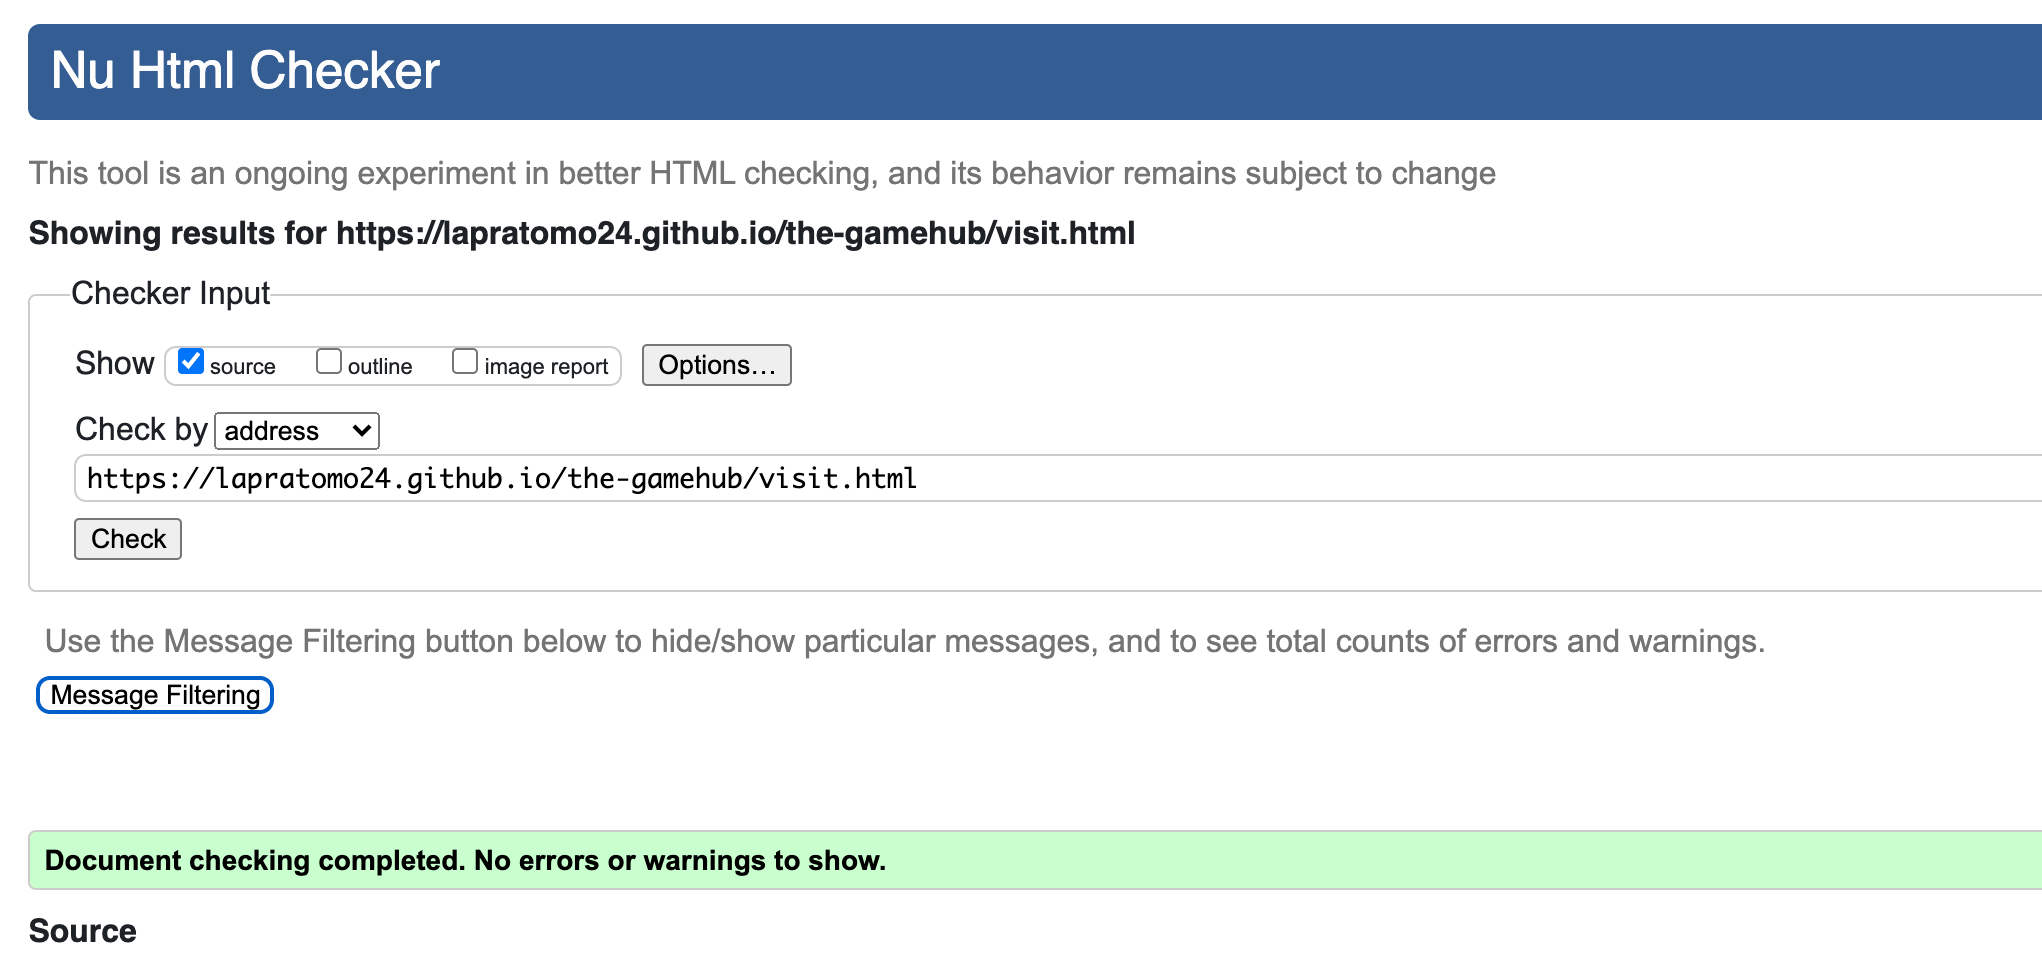 Nu Html Checker
This tool is an ongoing experiment in better HTML checking, and its behavior remains subject to change
Showing results for https://lapratomo24.github.io/the-gamehub/visit.html
Checker Input
Show source outline image report Options...
Check by address
https://lapratomo24.github.io/the-gamehub/visit.html
Check
Use the Message Filtering button below to hide/show particular messages, and to see total counts of errors and warnings.
Message Filtering
Document checking completed. No errors or warnings to show.
Source